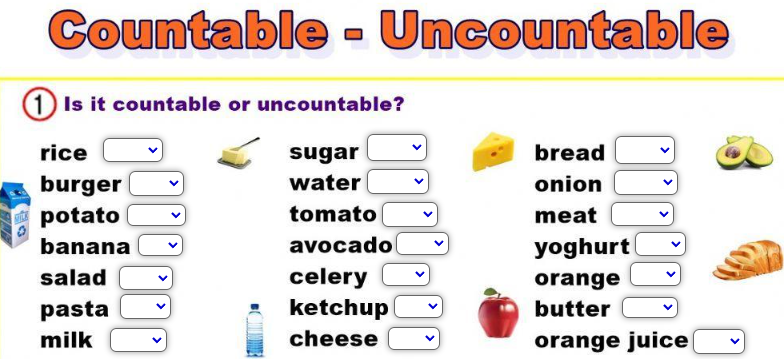 Countable - Uncountable
1 Is it countable or uncountable?
rice
burger
potato
banana
salad
pasta
milk
sugar
water
tomato
avocado
celery
ketchup
cheese
bread
onion
meat
yoghurt
orange
butter
orange juice